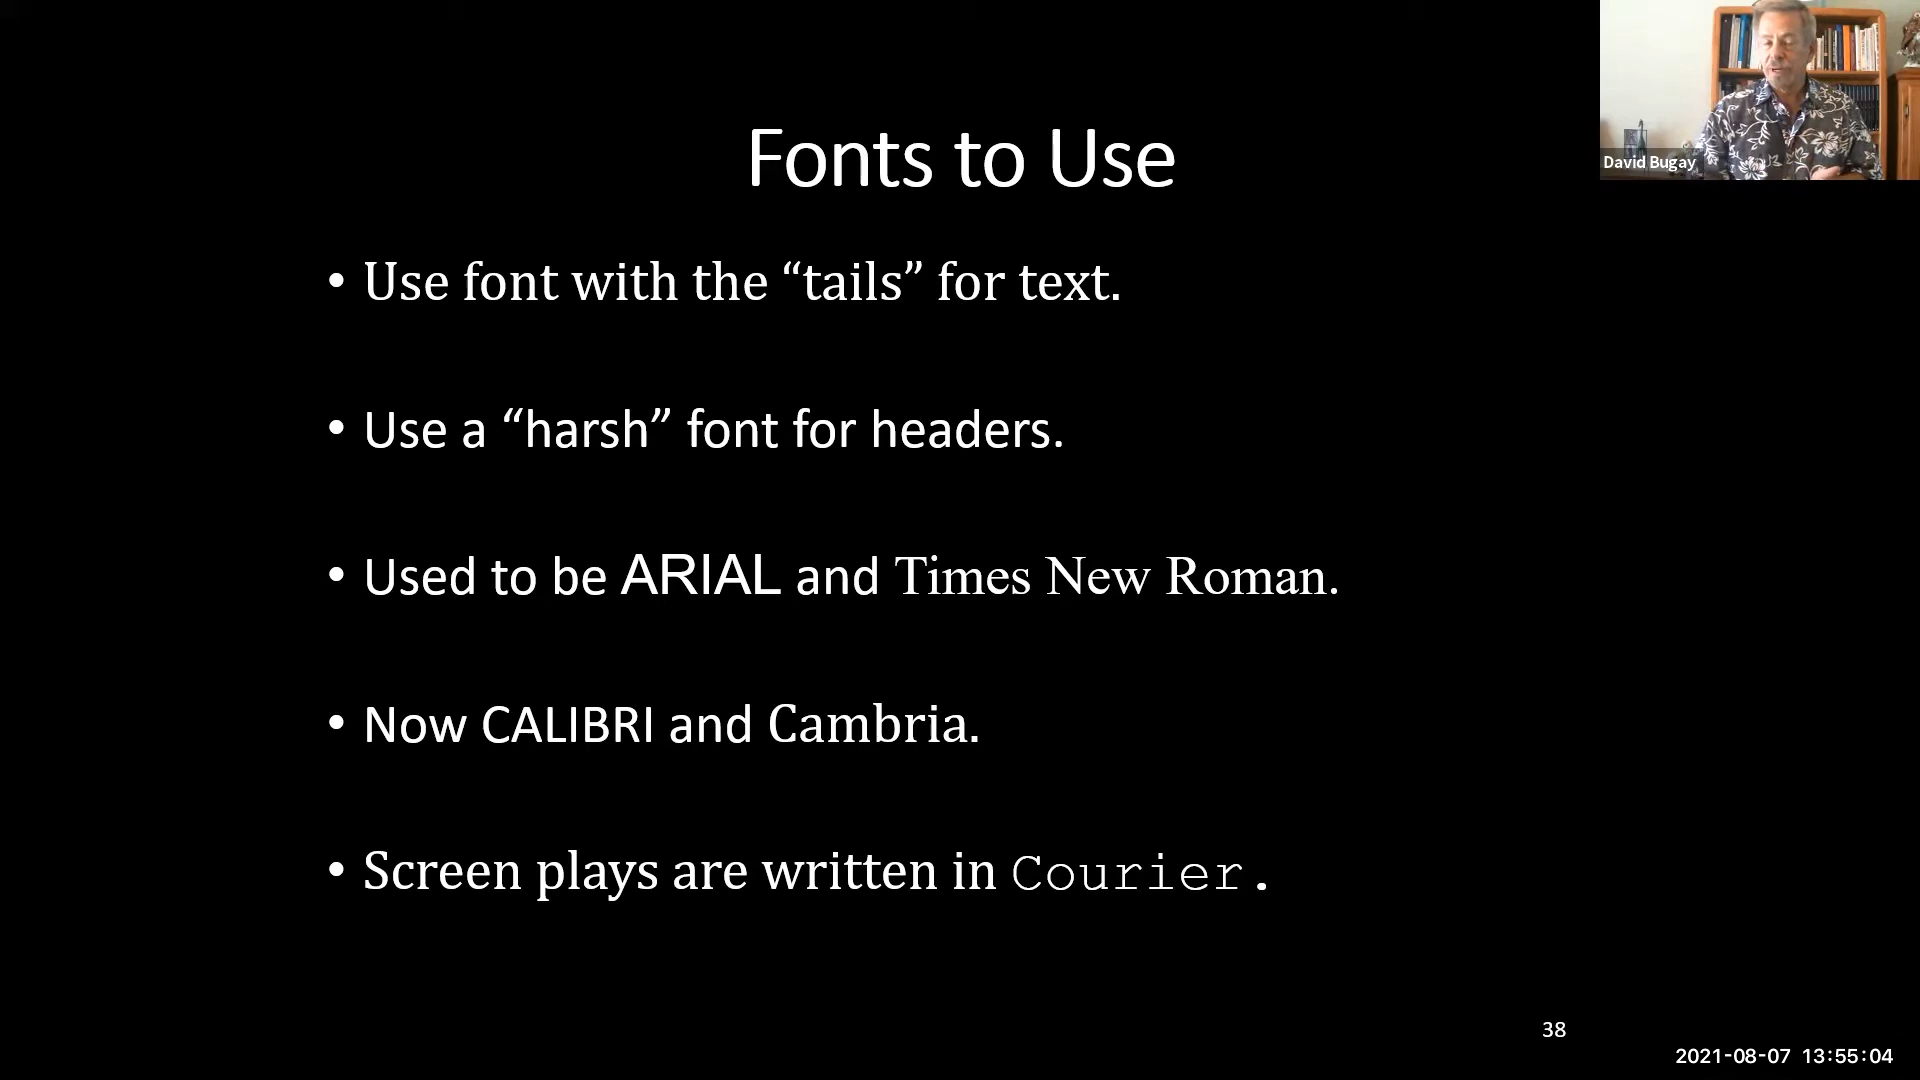 Fonts to Use
David Bugay
• Use font with the “tails” for text.
• Use a “harsh” font for headers.
• Used to be ARIAL and Times New Roman.
• Now CALIBRI and Cambria.
• Screen plays are written in Courier.
38
2021-08-07 13:55:04